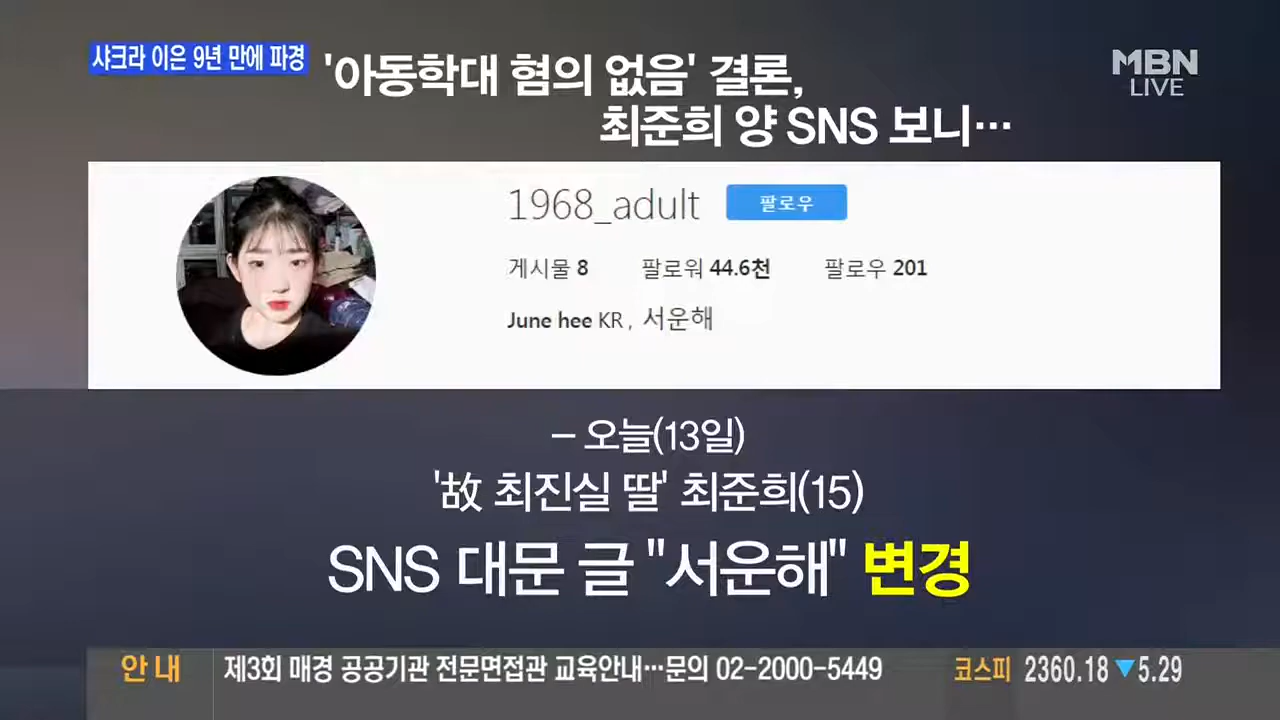 샤크라 이은 9년 만에 파경
'아동학대 혐의 없음' 결론,
최준희 양 SNS 보니…
MBN
LIVE
1968_adult 팔로우
게시물 8 팔로워 44.6천 팔로우 201
June hee KR , 서운해
– 오늘(13일)
'故 최진실 딸' 최준희(15)
SNS 대문 글 "서운해" 변경
안 내 제3회 매경 공공기관 전문면접관 교육안내…문의 02-2000-5449 코스피 2360.18 ▼5.29